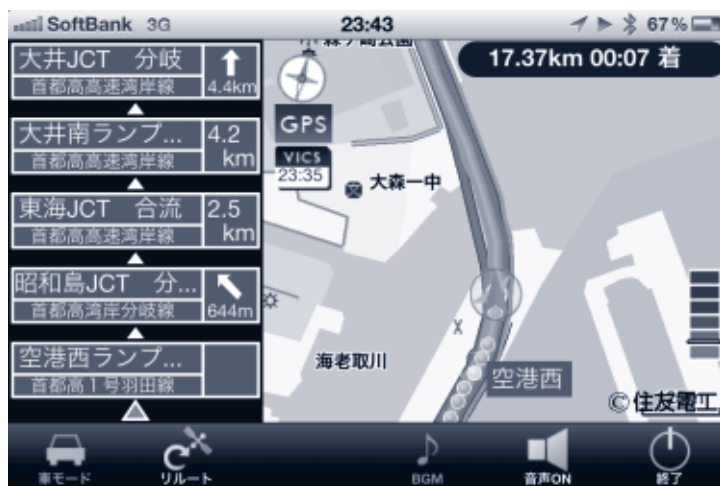 SoftBank 3G 23:43 67%
大井JCT 分岐
首都高高速湾岸線
4.4km
大井南ランプ... 4.2
首都高高速湾岸線 km
東海JCT 合流 2.5
首都高高速湾岸線 km
昭和島JCT 分...
首都高湾岸分岐線
644m
空港西ランプ...
首都高1号羽田線
17.37km 00:07 着
GPS
VICS
23:35
大森一中
海老取川
空港西
©住友電工
車モード
リルート
BGM
音声ON
終了